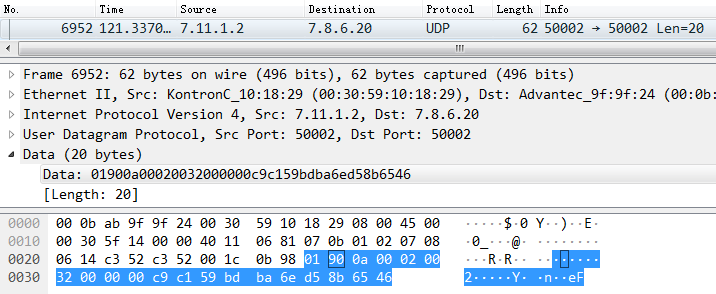 No. Time Source Destination Protocol Length Info
6952 121.3370… 7.11.1.2 7.8.6.20 UDP 62 50002 → 50002 Len=20
Frame 6952: 62 bytes on wire (496 bits), 62 bytes captured (496 bits)
Ethernet II, Src: KontronC_10:18:29 (00:30:59:10:18:29), Dst: Advantec_9f:9f:24 (00:0b:
Internet Protocol Version 4, Src: 7.11.1.2, Dst: 7.8.6.20
User Datagram Protocol, Src Port: 50002, Dst Port: 50002
Data (20 bytes)
Data: 01900a00020032000000c9c159bdba6ed58b6546
[Length: 20]
0000 00 0b ab 9f 9f 24 00 30 59 10 18 29 08 00 45 00 .....$.0 Y..)..E.
0010 00 30 5f 14 00 00 40 11 06 81 07 0b 01 02 07 08 .0_...@. ........
0020 06 14 c3 52 c3 52 00 1c 0b 98 01 90 0a 00 02 00 ...R.R.. ........
0030 32 00 00 00 c9 c1 59 bd ba 6e d5 8b 65 46 2.....Y. .n..eF